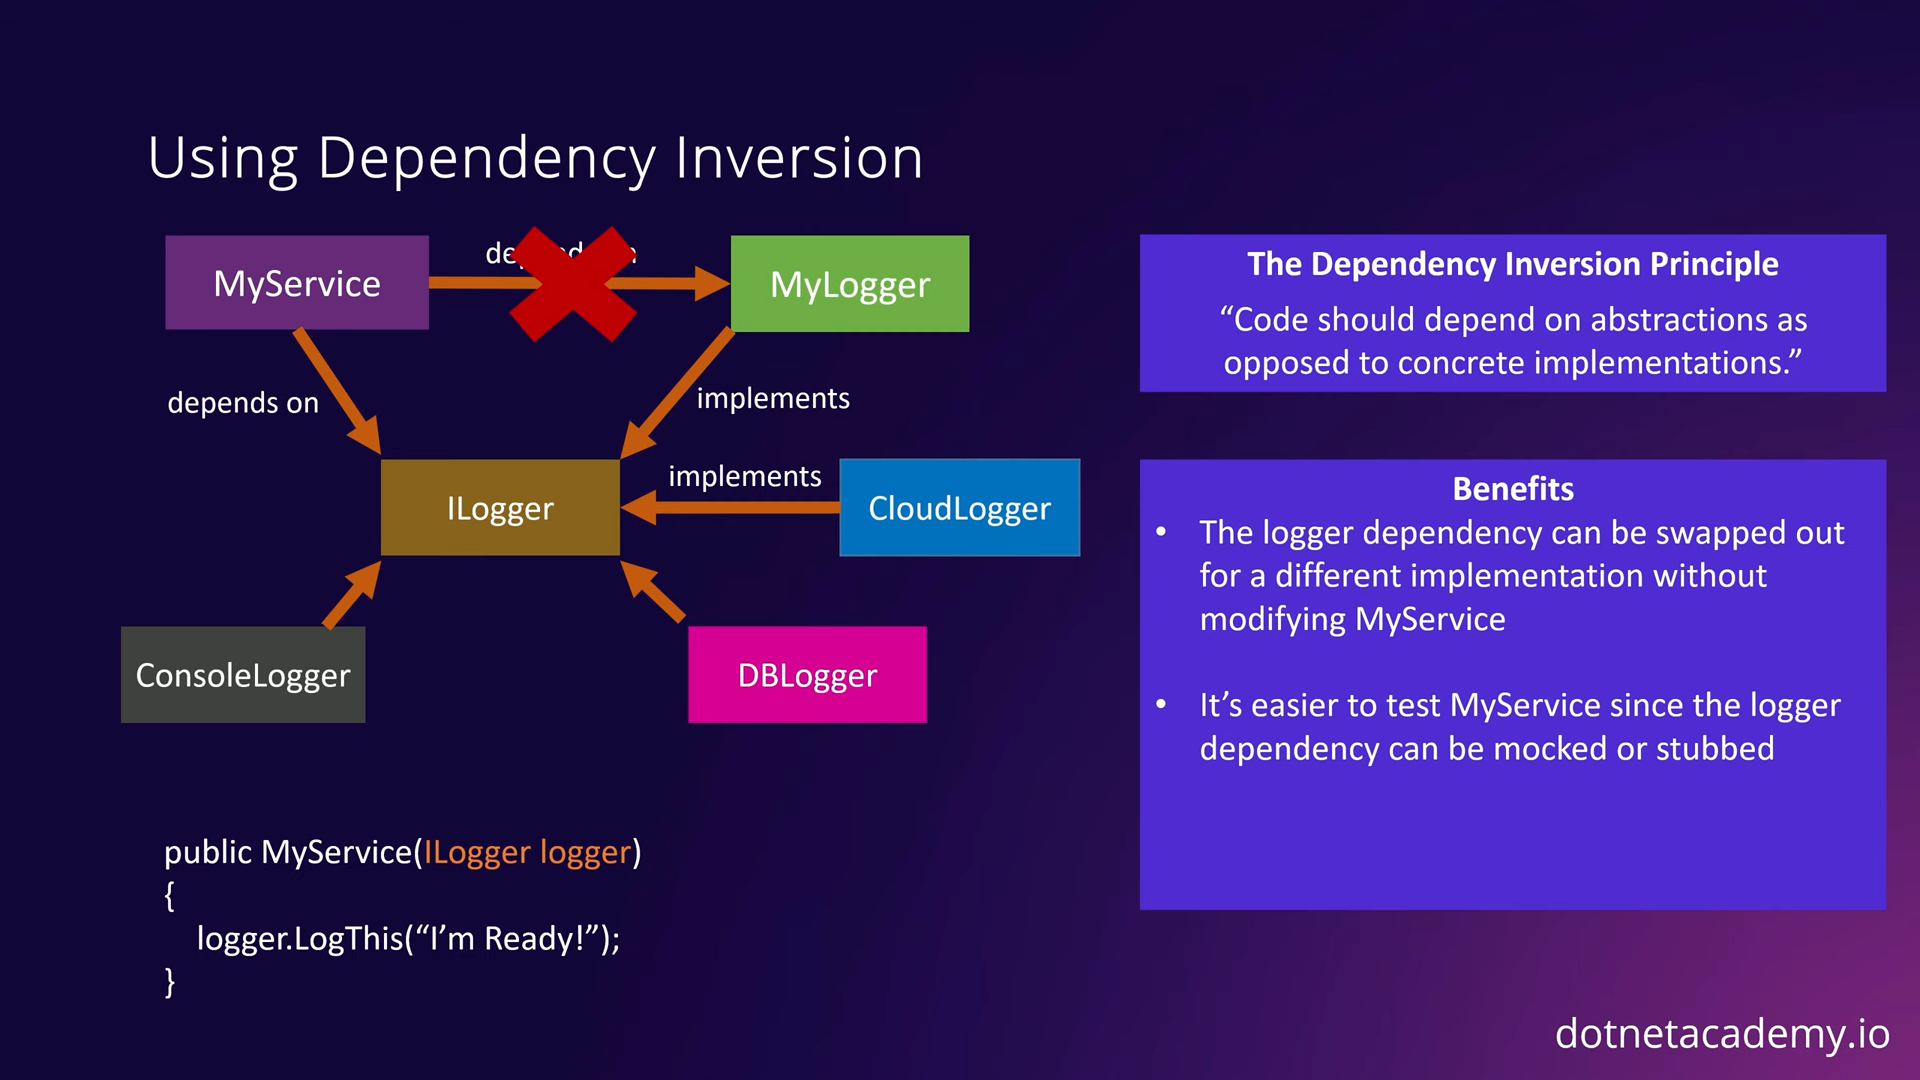 Using Dependency Inversion
MyService
MyLogger
depends on
implements
implements
ILogger
CloudLogger
ConsoleLogger
DBLogger
public MyService(ILogger logger)
{
logger.LogThis(“I’m Ready!”);
}
The Dependency Inversion Principle
“Code should depend on abstractions as
opposed to concrete implementations.”
Benefits
• The logger dependency can be swapped out
for a different implementation without
modifying MyService
• It’s easier to test MyService since the logger
dependency can be mocked or stubbed
dotnetacademy.io